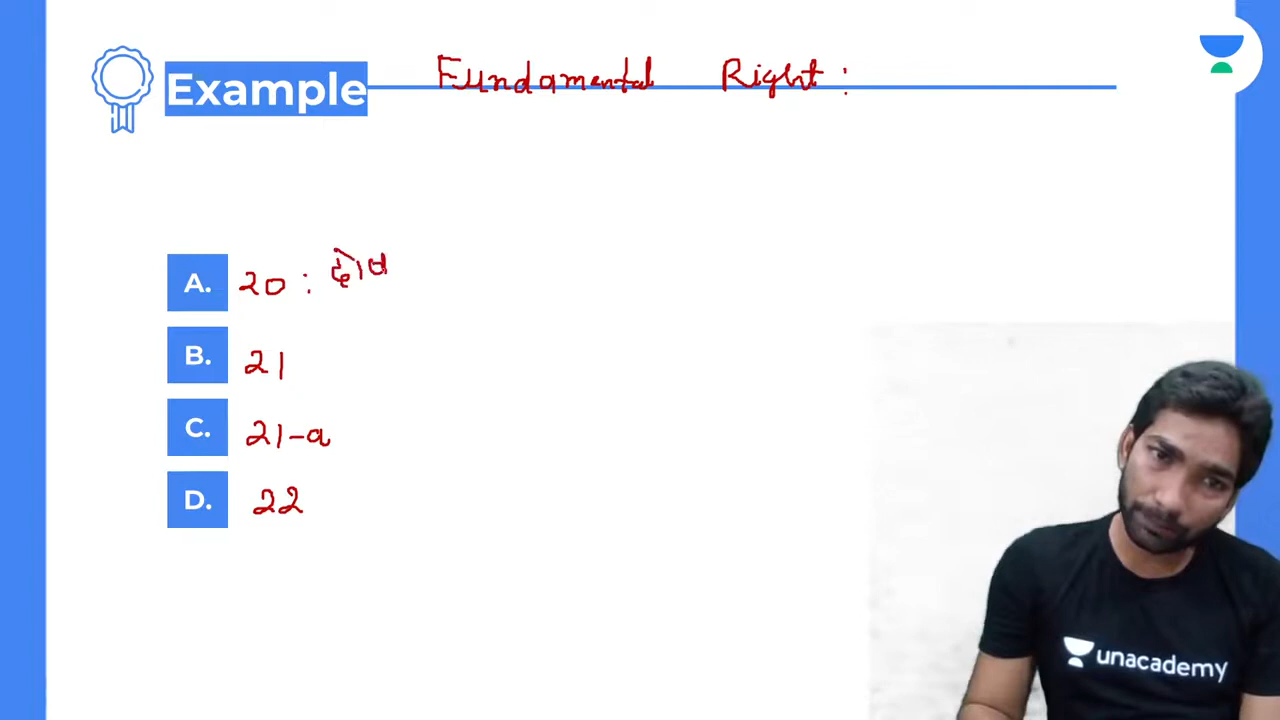 Example Fundamental Right :
A. 20 : दोष
B. 21
C. 21-a
D. 22
unacademy